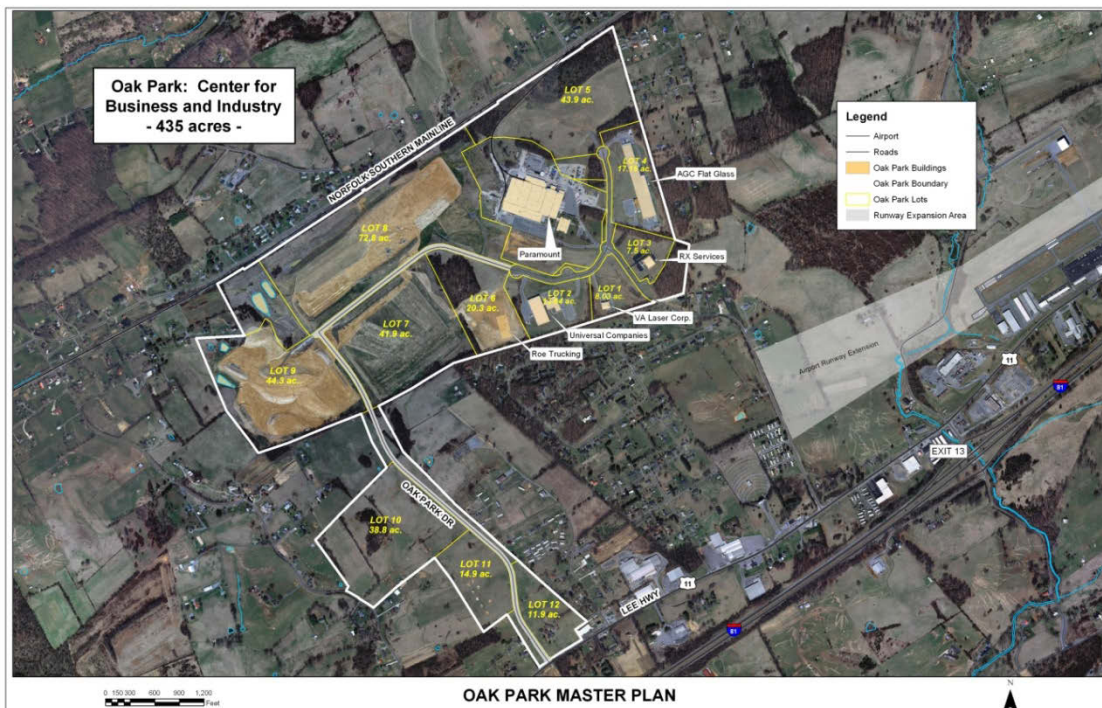 Oak Park: Center for
Business and Industry
- 435 acres -
NORFOLK SOUTHERN MAINLINE
LOT 5
43.9 ac.
Legend
Airport
Roads
Oak Park Buildings
Oak Park Boundary
Oak Park Lots
Runway Expansion Area
LOT 4
AGC Flat Glass
LOT 8
72.8 ac.
Paramount
LOT 3
7.5 ac.
RX Services
LOT 2
LOT 1
VA Laser Corp.
Universal Companies
LOT 6
20.3 ac.
Roe Trucking
LOT 7
41.9 ac.
LOT 9
44.3 ac.
Airport Runway Extension
11
81
EXIT 13
OAK PARK DR
LOT 10
38.8 ac.
LOT 11
14.9 ac.
LOT 12
11.9 ac.
LEE HWY
11
81
0 150 300 600 900 1,200
Feet
OAK PARK MASTER PLAN
N